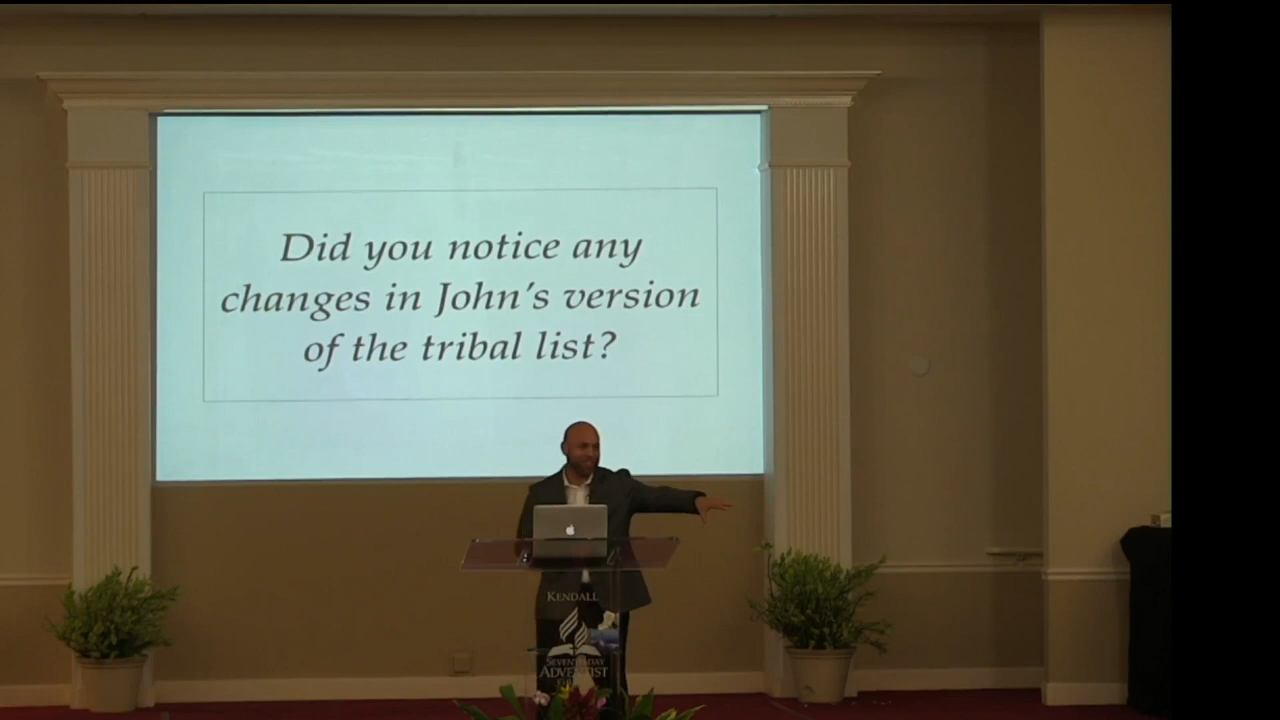 Did you notice any
changes in John's version
of the tribal list?
KENDALL
SEVENTH-DAY
ADVENTIST